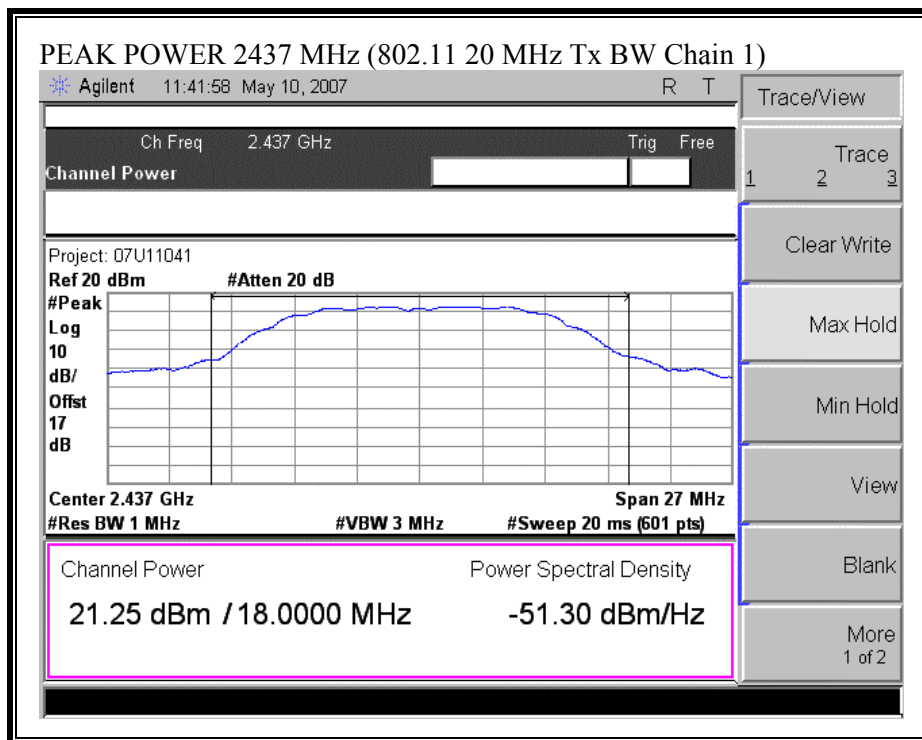 PEAK POWER 2437 MHz (802.11 20 MHz Tx BW Chain 1)
Agilent 11:41:58 May 10, 2007 R T
Ch Freq 2.437 GHz Trig Free
Channel Power
Project: 07U11041
Ref 20 dBm #Atten 20 dB
#Peak
Log
10
dB/
Offst
17
dB
Center 2.437 GHz Span 27 MHz
#Res BW 1 MHz #VBW 3 MHz #Sweep 20 ms (601 pts)
Channel Power Power Spectral Density
21.25 dBm / 18.0000 MHz -51.30 dBm/Hz
Trace/View
Trace
1 2 3
Clear Write
Max Hold
Min Hold
View
Blank
More
1 of 2